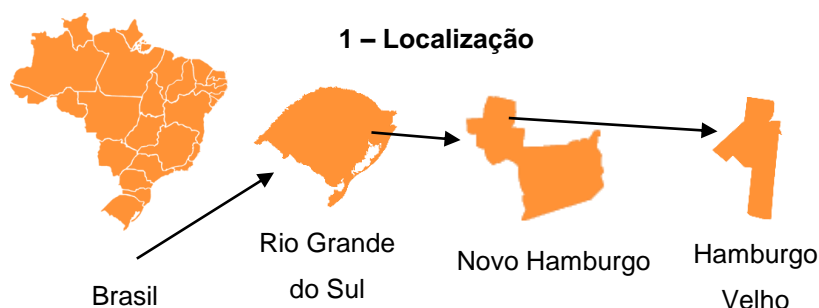 1 – Localização
Brasil
Rio Grande
do Sul
Novo Hamburgo
Hamburgo
Velho